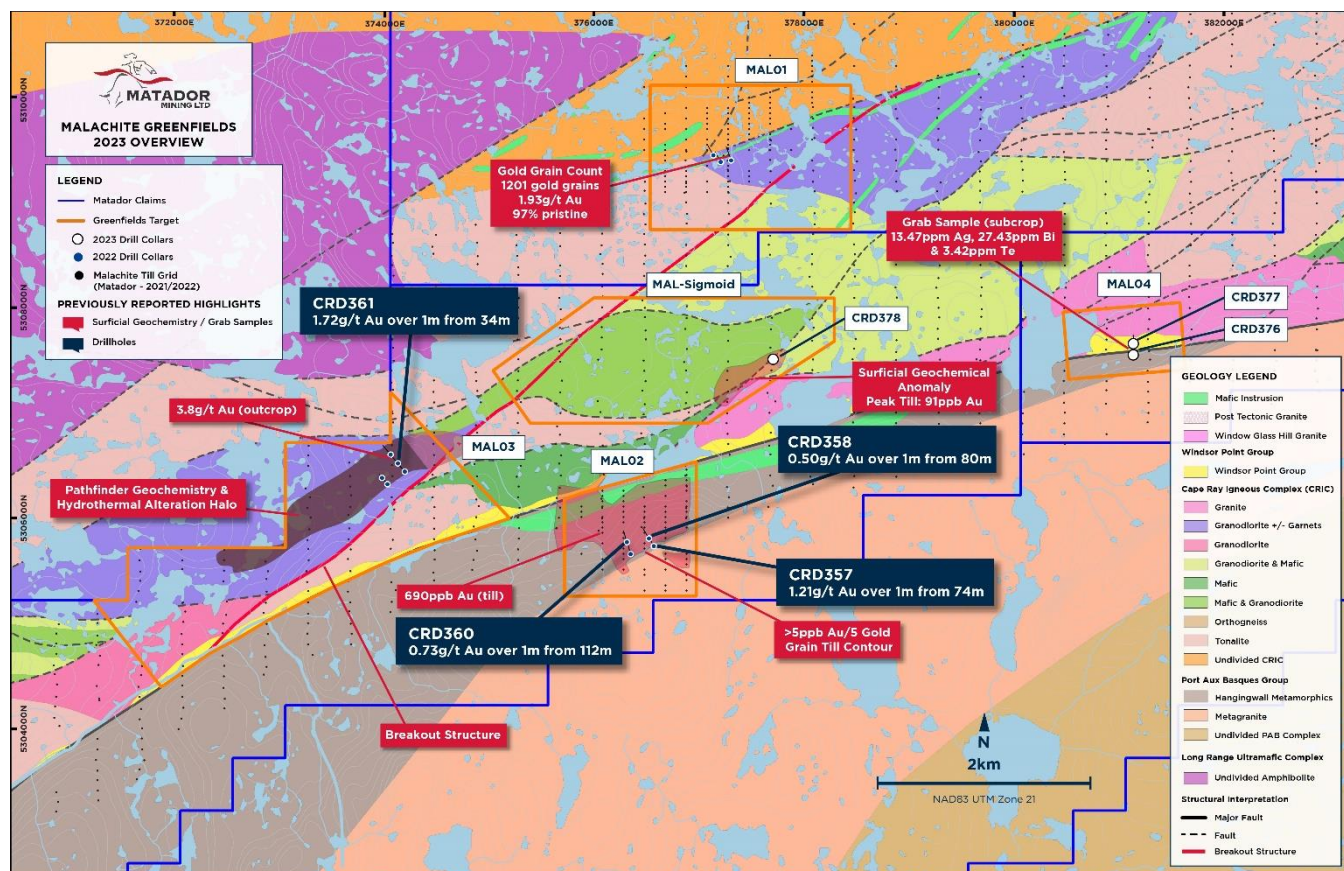 372000E
374000E
376000E
378000E
380000E
382000E
5310000N
5308000N
5306000N
5304000N
MATADOR
MINING LTD
MALACHITE GREENFIELDS
2023 OVERVIEW
LEGEND
Matador Claims
Greenfields Target
2023 Drill Collars
2022 Drill Collars
Malachite Till Grid
(Matador - 2021/2022)
PREVIOUSLY REPORTED HIGHLIGHTS
Surficial Geochemistry / Grab Samples
Drillholes
MAL01
Gold Grain Count
1201 gold grains
1.93g/t Au
97% pristine
Grab Sample (subcrop)
13.47ppm Ag, 27.43ppm Bi
& 3.42ppm Te
MAL-Sigmoid
MAL04
CRD377
CRD376
CRD378
CRD361
1.72g/t Au over 1m from 34m
Surficial Geochemical
Anomaly
Peak Till: 91ppb Au
3.8g/t Au (outcrop)
MAL03
MAL02
CRD358
0.50g/t Au over 1m from 80m
Pathfinder Geochemistry &
Hydrothermal Alteration Halo
CRD357
1.21g/t Au over 1m from 74m
690ppb Au (till)
CRD360
0.73g/t Au over 1m from 112m
>5ppb Au/5 Gold
Grain Till Contour
Breakout Structure
N
2km
NAD83 UTM Zone 21
GEOLOGY LEGEND
Mafic Instrusion
Post Tectonic Granite
Window Glass Hill Granite
Windsor Point Group
Windsor Point Group
Cape Ray Igneous Complex (CRIC)
Granite
Granodiorite +/- Garnets
Granodiorite
Granodiorite & Mafic
Mafic
Mafic & Granodiorite
Orthogneiss
Tonalite
Undivided CRIC
Port Aux Basques Group
Hangingwall Metamorphics
Metagranite
Undivided PAB Complex
Long Range Ultramafic Complex
Undivided Amphibolite
Structural Interpretation
Major Fault
Fault
Breakout Structure